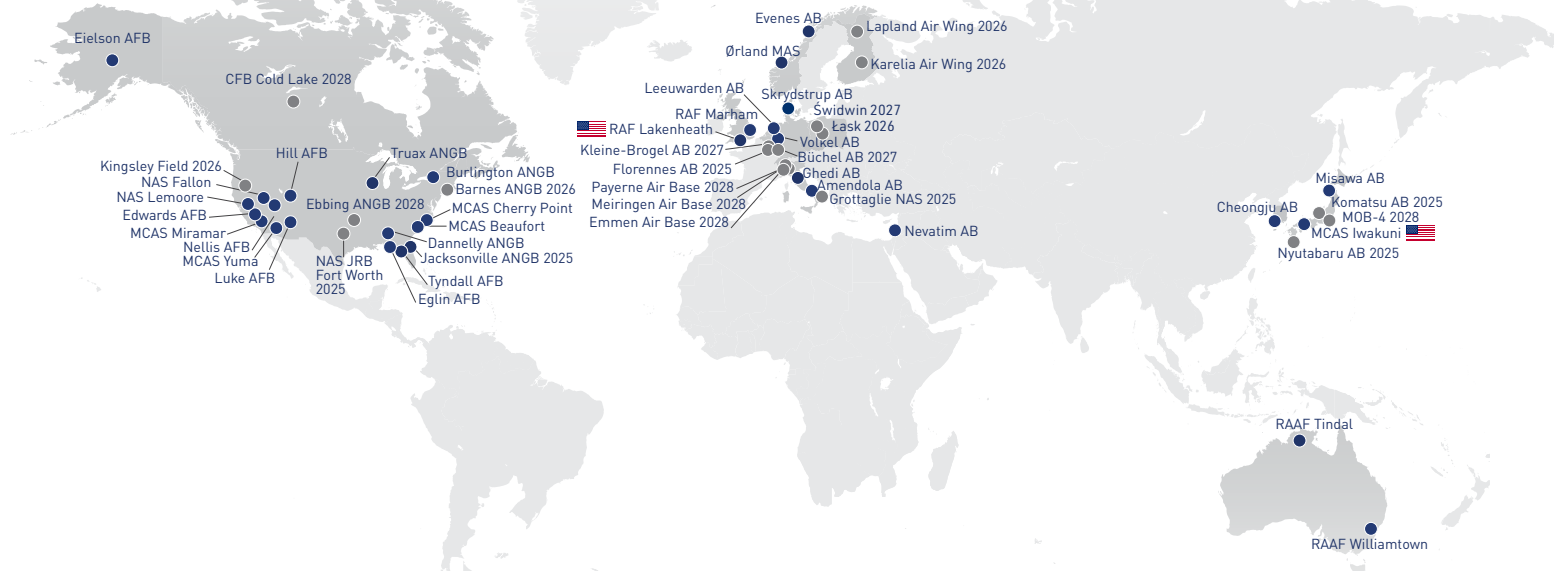 Eielson AFB
CFB Cold Lake 2028
Hill AFB
Truax ANGB
Kingsley Field 2026
NAS Fallon
NAS Lemoore
Edwards AFB
MCAS Miramar
Nellis AFB
MCAS Yuma
Luke AFB
Ebbing ANGB 2028
NAS JRB
Fort Worth
2025
Burlington ANGB
Barnes ANGB 2026
MCAS Cherry Point
MCAS Beaufort
Dannelly ANGB
Jacksonville ANGB 2025
Tyndall AFB
Eglin AFB
Evenes AB
Lapland Air Wing 2026
Ørland MAS
Karelia Air Wing 2026
Leeuwarden AB
Skrydstrup AB
RAF Marham
Świdwin 2027
RAF Lakenheath
Łask 2026
Volkel AB
Kleine-Brogel AB 2027
Büchel AB 2027
Florennes AB 2025
Ghedi AB
Payerne Air Base 2028
Amendola AB
Meiringen Air Base 2028
Grottaglie NAS 2025
Emmen Air Base 2028
Nevatim AB
Misawa AB
Komatsu AB 2025
Cheongju AB
MOB-4 2028
MCAS Iwakuni
Nyutabaru AB 2025
RAAF Tindal
RAAF Williamtown